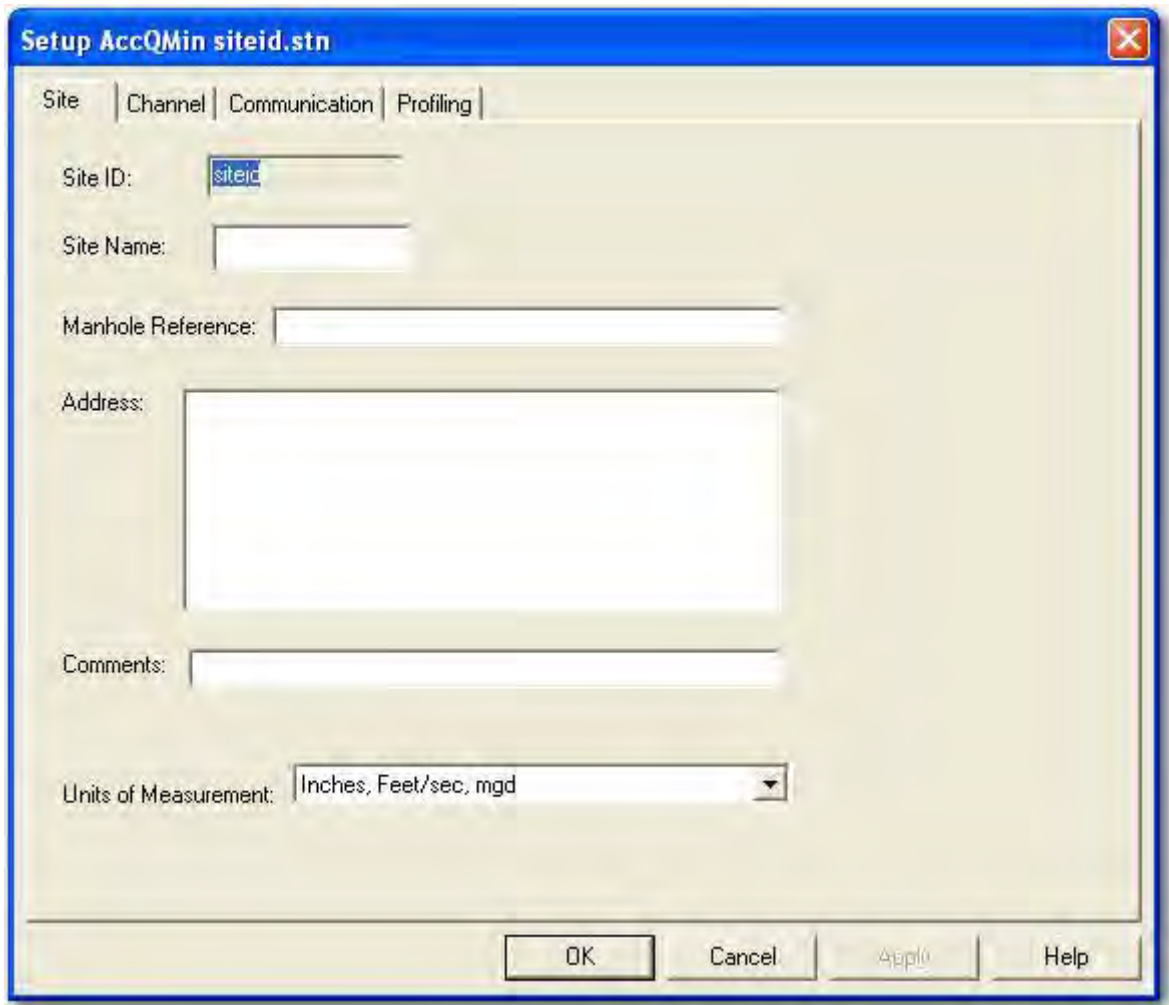 Setup AccQMin siteid.stn
Site Channel Communication Profiling
Site ID: siteid
Site Name:
Manhole Reference:
Address:
Comments:
Units of Measurement: Inches, Feet/sec, mgd
OK Cancel Apply Help